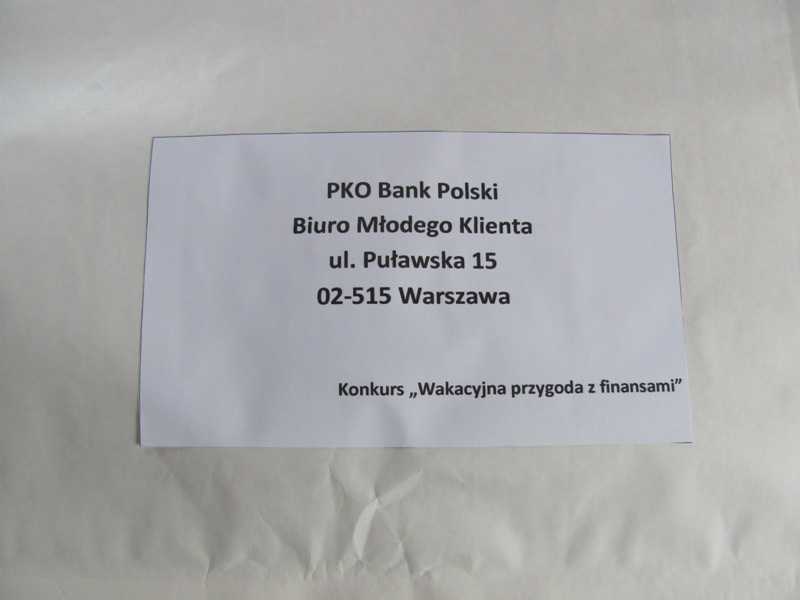 PKO Bank Polski
Biuro Młodego Klienta
ul. Puławska 15
02-515 Warszawa
Konkurs „Wakacyjna przygoda z finansami”